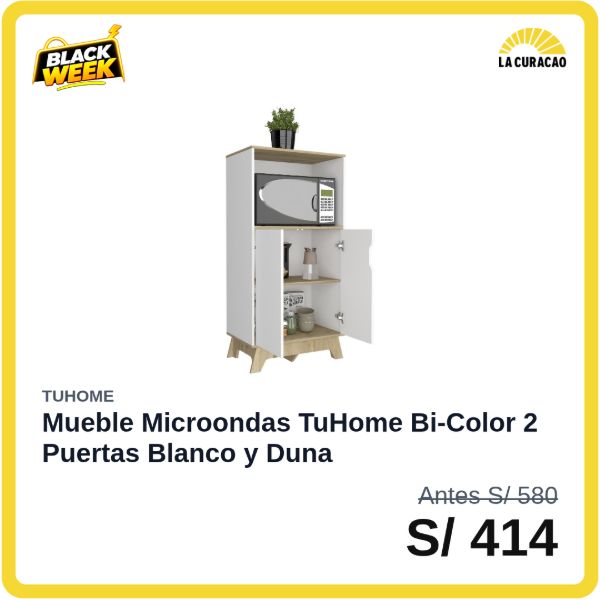 BLACK
WEEK
LA CURACAO
TUHOME
Mueble Microondas TuHome Bi-Color 2
Puertas Blanco y Duna
Antes S/ 580
S/ 414